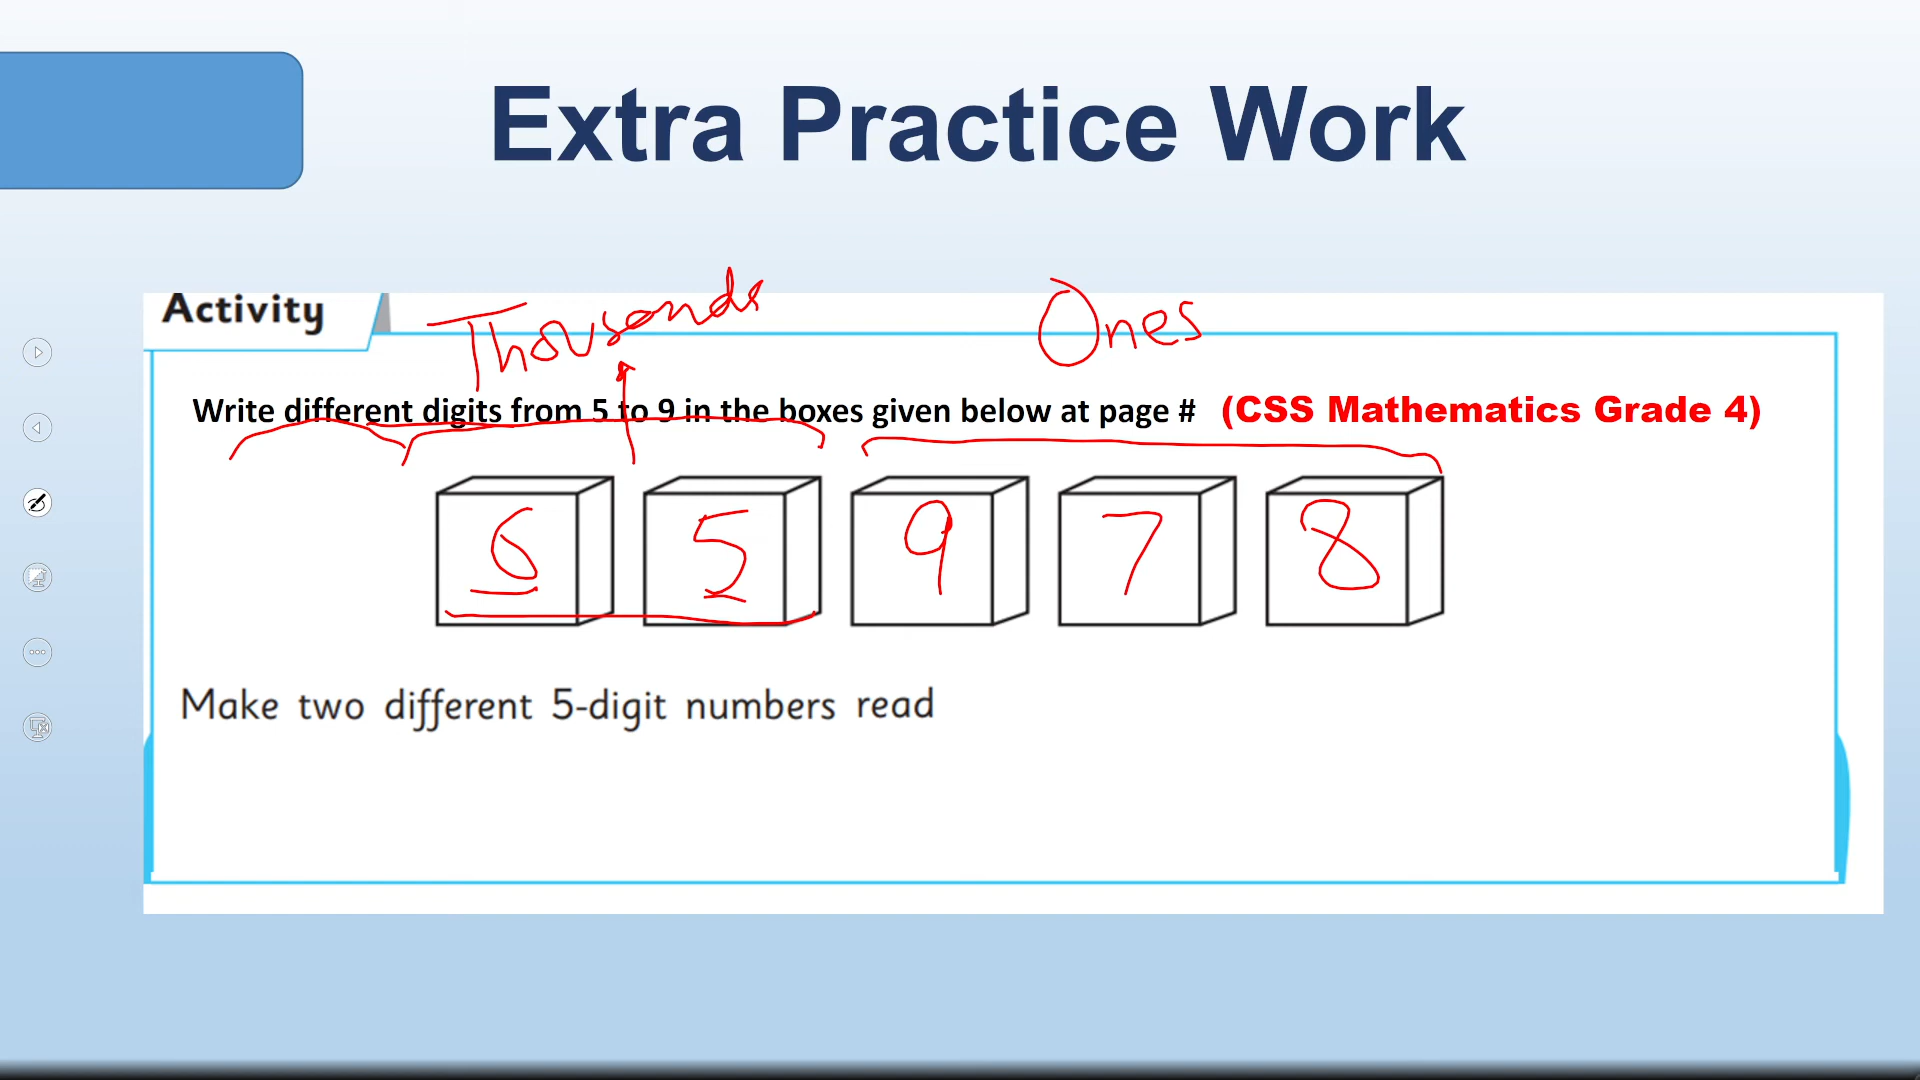 Extra Practice Work
Activity
Thousands Ones
Write different digits from 5 to 9 in the boxes given below at page # (CSS Mathematics Grade 4)
6 5 9 7 8
Make two different 5-digit numbers read